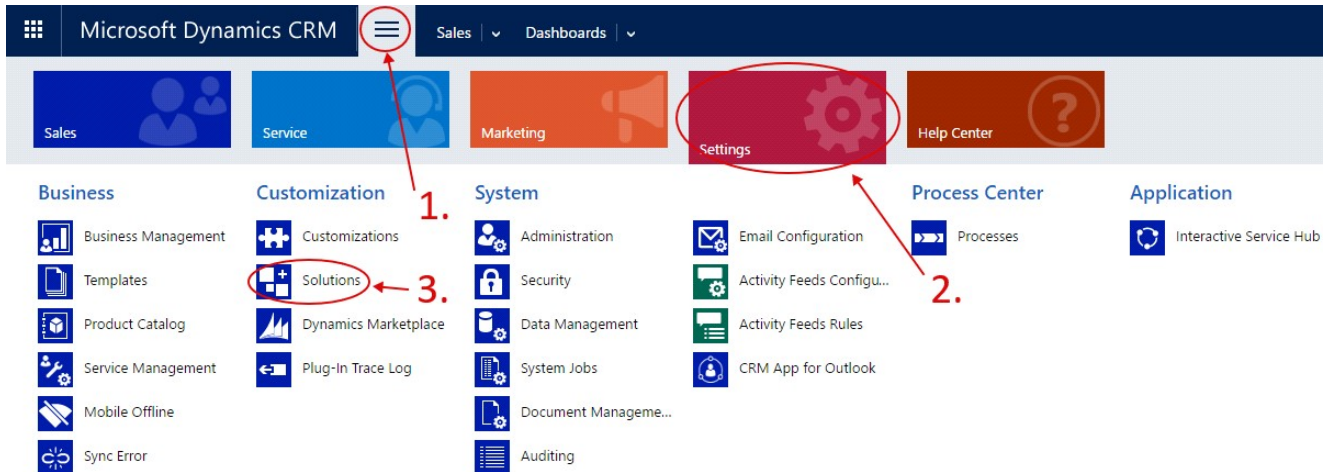 Microsoft Dynamics CRM Sales Dashboards
Sales Service Marketing Settings Help Center
Business Customization System Process Center Application
1.
Business Management Customizations Administration Email Configuration Processes Interactive Service Hub
Templates Solutions 3. Security Activity Feeds Configu... 2.
Product Catalog Dynamics Marketplace Data Management Activity Feeds Rules
Service Management Plug-In Trace Log System Jobs CRM App for Outlook
Mobile Offline Document Manageme...
Sync Error Auditing